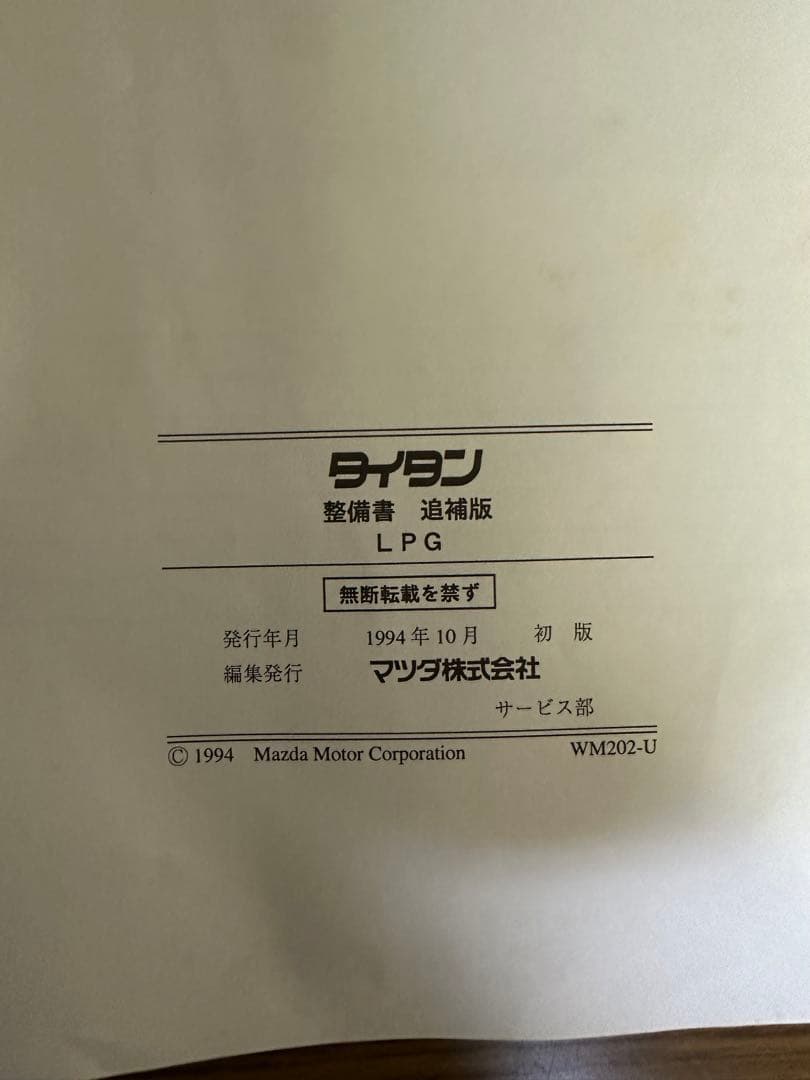 タイタン
整備書 追補版
LPG
無断転載を禁ず
発行年月 1994年10月 初版
編集発行 マツダ株式会社
サービス部
© 1994 Mazda Motor Corporation WM202-U